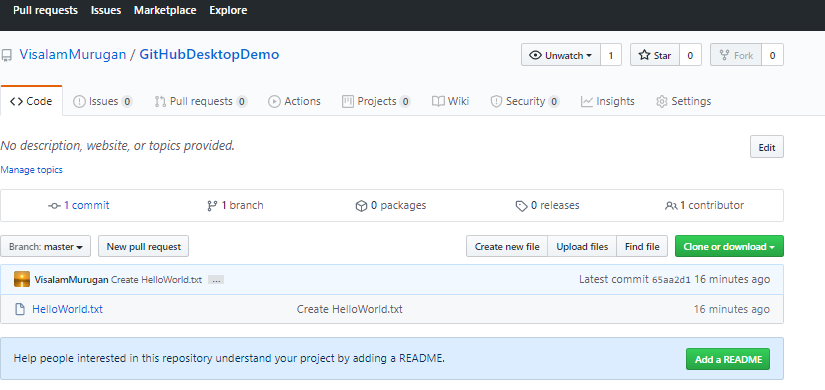 Pull requests Issues Marketplace Explore
VisalamMurugan / GitHubDesktopDemo Unwatch 1 Star 0 Fork 0
Code Issues 0 Pull requests 0 Actions Projects 0 Wiki Security 0 Insights Settings
No description, website, or topics provided. Edit
Manage topics
1 commit 1 branch 0 packages 0 releases 1 contributor
Branch: master New pull request Create new file Upload files Find file Clone or download
VisalamMurugan Create HelloWorld.txt ... Latest commit 65aa2d1 16 minutes ago
HelloWorld.txt Create HelloWorld.txt 16 minutes ago
Help people interested in this repository understand your project by adding a README. Add a README